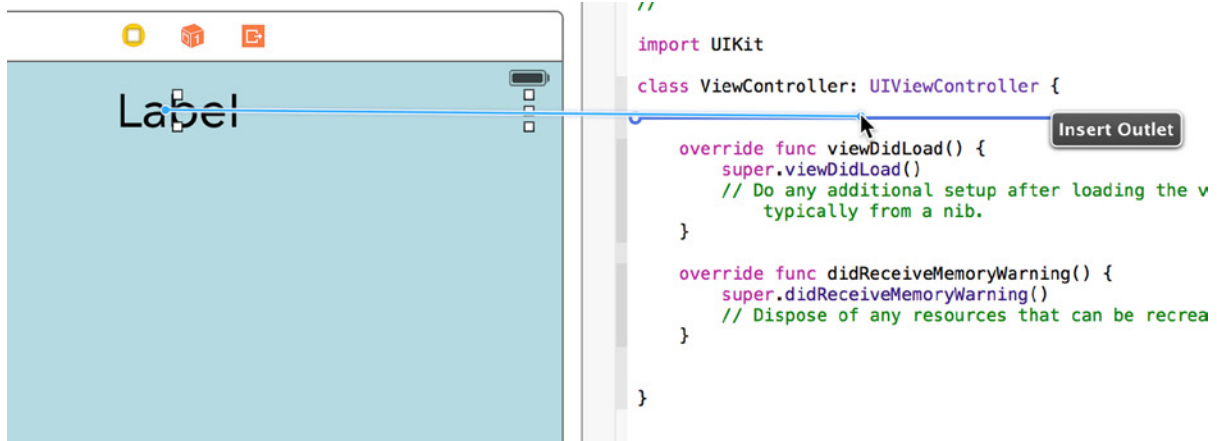 Label
//
import UIKit
class ViewController: UIViewController {
Insert Outlet
override func viewDidLoad() {
super.viewDidLoad()
// Do any additional setup after loading the
typically from a nib.
}
override func didReceiveMemoryWarning() {
super.didReceiveMemoryWarning()
// Dispose of any resources that can be
}
}